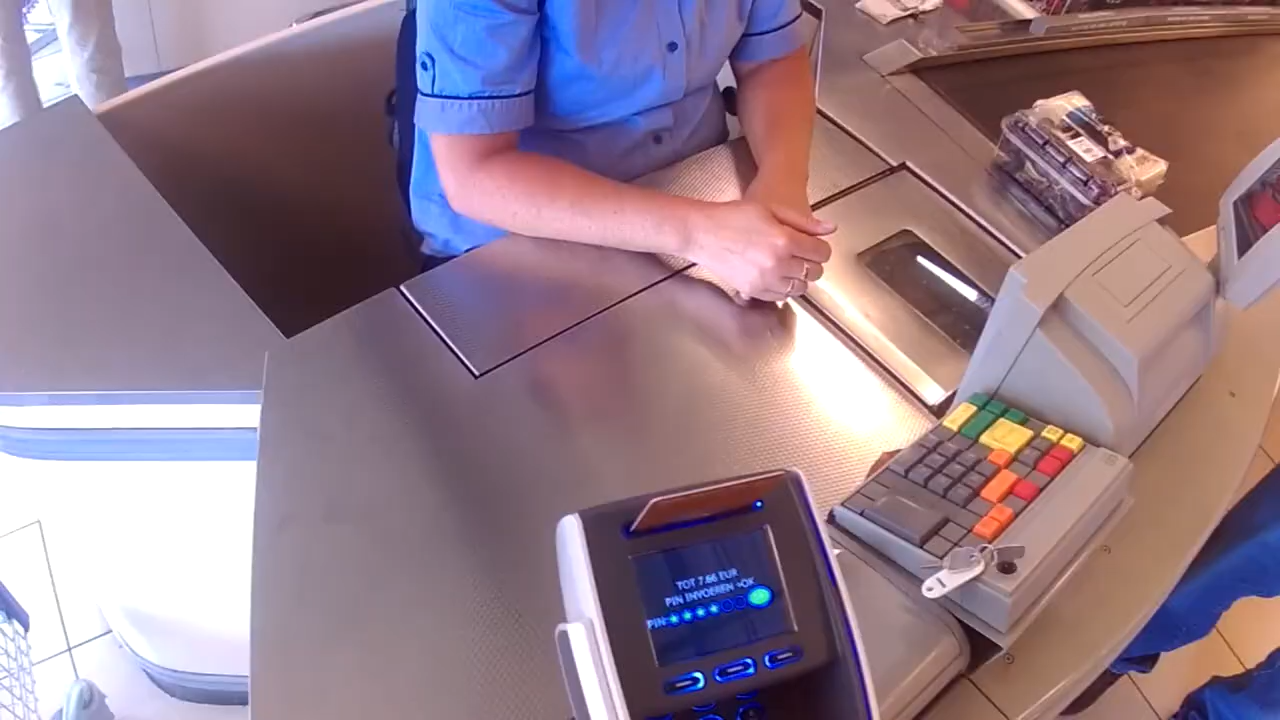 TOT 7.66 EUR
PIN INVOEREN +OK
PIN: ****